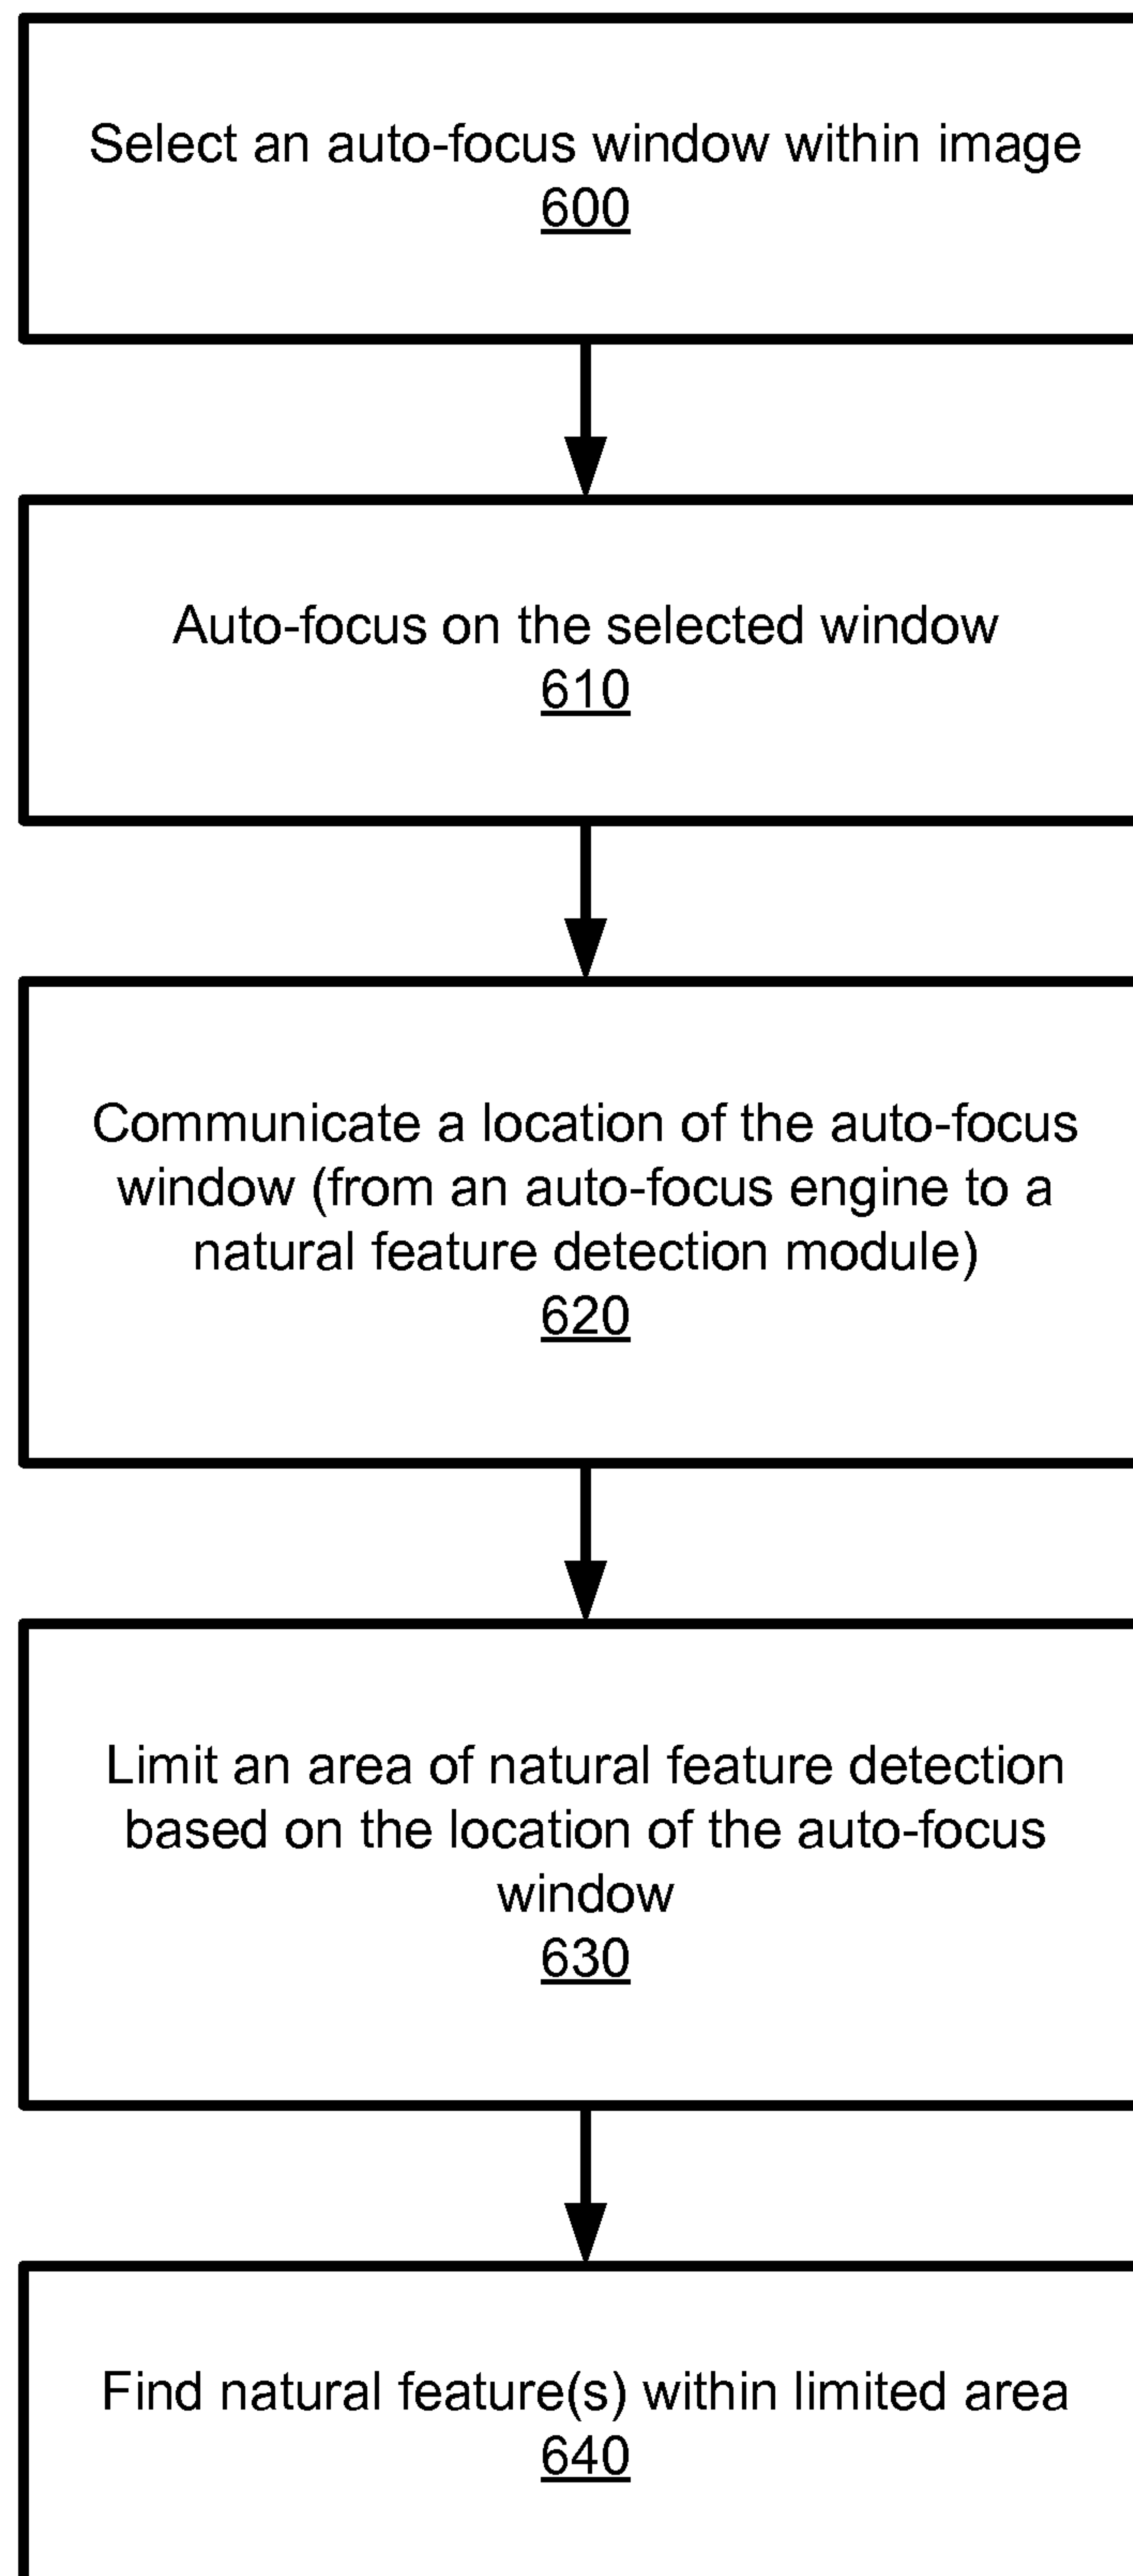 Select an auto-focus window within image
600
Auto-focus on the selected window
610
Communicate a location of the auto-focus
window (from an auto-focus engine to a
natural feature detection module)
620
Limit an area of natural feature detection
based on the location of the auto-focus
window
630
Find natural feature(s) within limited area
640